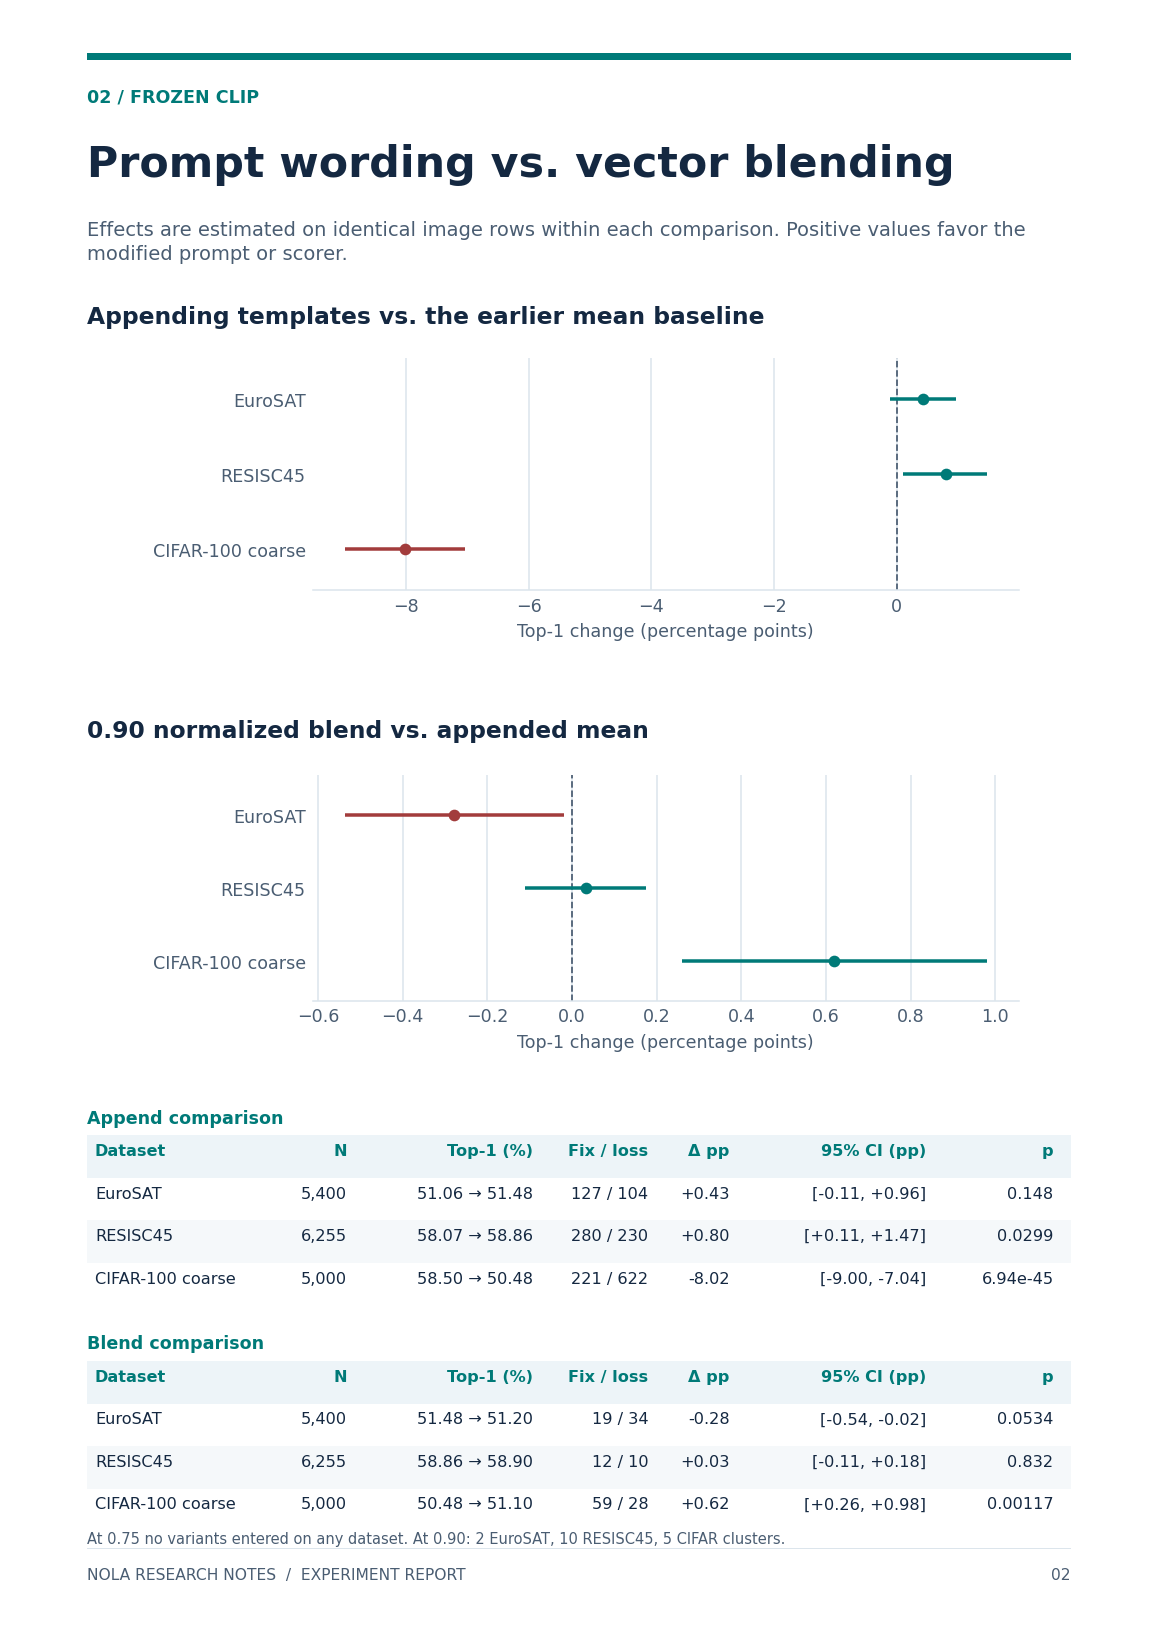 02 / FROZEN CLIP
Prompt wording vs. vector blending
Effects are estimated on identical image rows within each comparison. Positive values favor the
modified prompt or scorer.
Appending templates vs. the earlier mean baseline
EuroSAT
RESISC45
CIFAR-100 coarse
−8 −6 −4 −2 0
Top-1 change (percentage points)
0.90 normalized blend vs. appended mean
EuroSAT
RESISC45
CIFAR-100 coarse
−0.6 −0.4 −0.2 0.0 0.2 0.4 0.6 0.8 1.0
Top-1 change (percentage points)
Append comparison
Dataset N Top-1 (%) Fix / loss Δ pp 95% CI (pp) p
EuroSAT 5,400 51.06 → 51.48 127 / 104 +0.43 [-0.11, +0.96] 0.148
RESISC45 6,255 58.07 → 58.86 280 / 230 +0.80 [+0.11, +1.47] 0.0299
CIFAR-100 coarse 5,000 58.50 → 50.48 221 / 622 -8.02 [-9.00, -7.04] 6.94e-45
Blend comparison
Dataset N Top-1 (%) Fix / loss Δ pp 95% CI (pp) p
EuroSAT 5,400 51.48 → 51.20 19 / 34 -0.28 [-0.54, -0.02] 0.0534
RESISC45 6,255 58.86 → 58.90 12 / 10 +0.03 [-0.11, +0.18] 0.832
CIFAR-100 coarse 5,000 50.48 → 51.10 59 / 28 +0.62 [+0.26, +0.98] 0.00117
At 0.75 no variants entered on any dataset. At 0.90: 2 EuroSAT, 10 RESISC45, 5 CIFAR clusters.
NOLA RESEARCH NOTES / EXPERIMENT REPORT 02